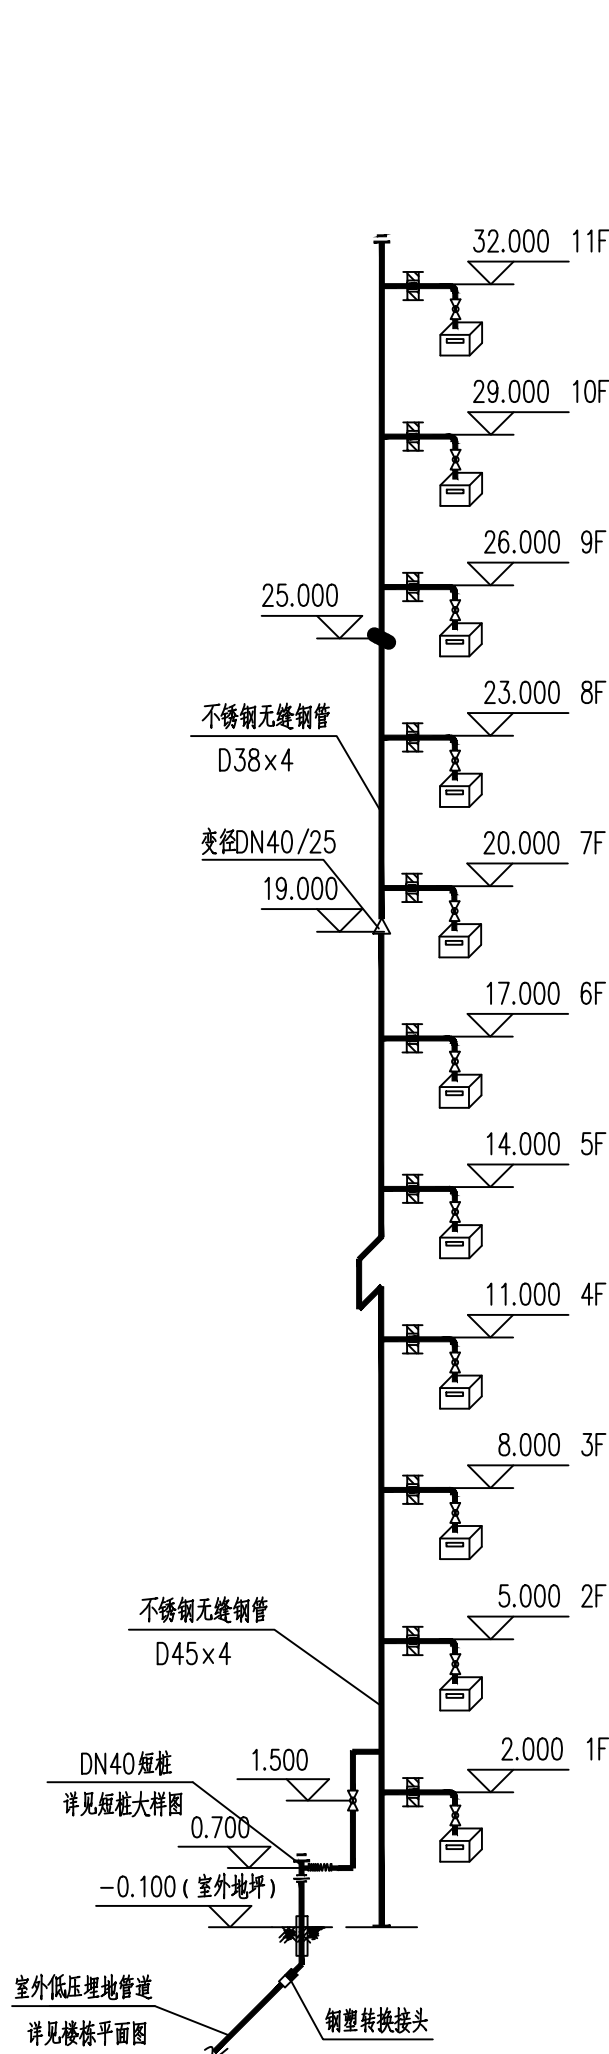 32.000 11F
29.000 10F
26.000 9F
25.000
23.000 8F
不锈钢无缝钢管
D38×4
变径DN40/25
20.000 7F
19.000
17.000 6F
14.000 5F
11.000 4F
8.000 3F
不锈钢无缝钢管
5.000 2F
D45×4
2.000 1F
DN40短桩
1.500
详见短桩大样图
0.700
-0.100(室外地坪)
室外低压埋地管道
钢塑转换接头
详见楼栋平面图